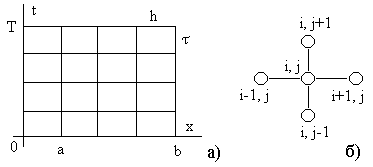 t
h
T
τ
x
0
a
b
а)
i, j+1
i, j
i-1, j
i+1, j
i, j-1
б)